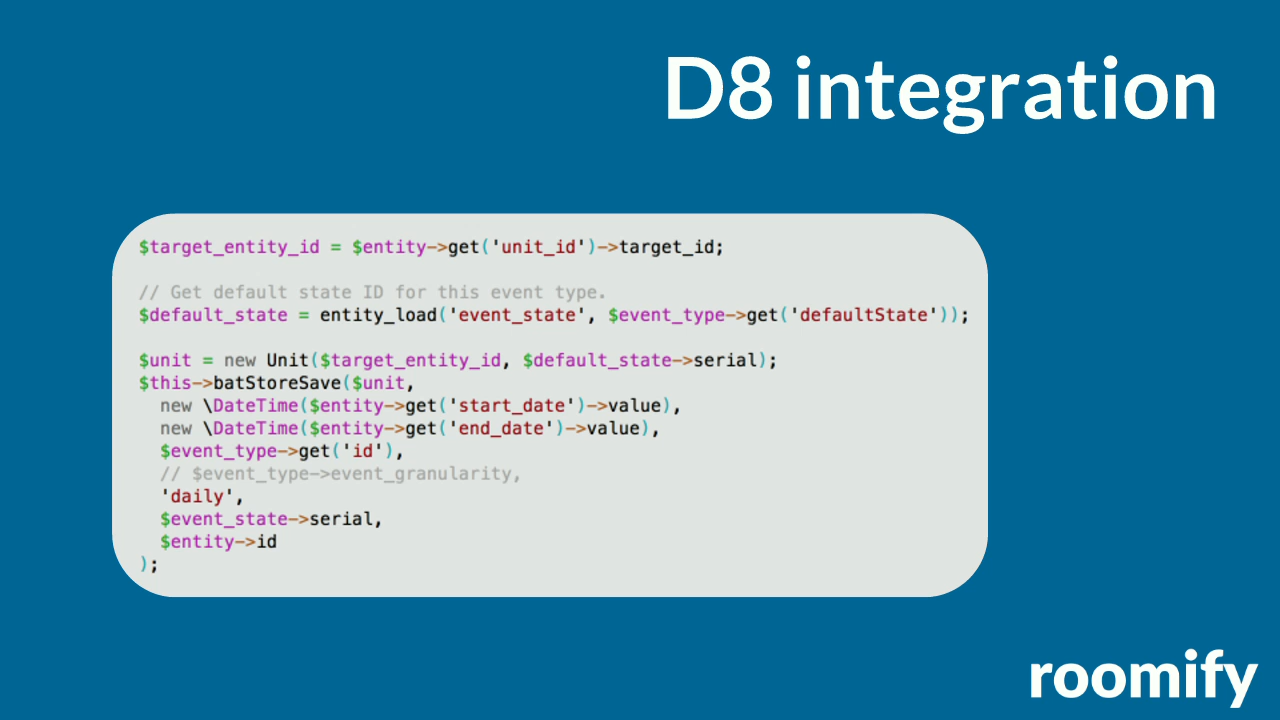 D8 integration
$target_entity_id = $entity->get('unit_id')->target_id;
// Get default state ID for this event type.
$default_state = entity_load('event_state', $event_type->get('defaultState'));
$unit = new Unit($target_entity_id, $default_state->serial);
$this->batStoreSave($unit,
  new \DateTime($entity->get('start_date')->value),
  new \DateTime($entity->get('end_date')->value),
  $event_type->get('id'),
  // $event_type->event_granularity,
  'daily',
  $event_state->serial,
  $entity->id
);
roomify